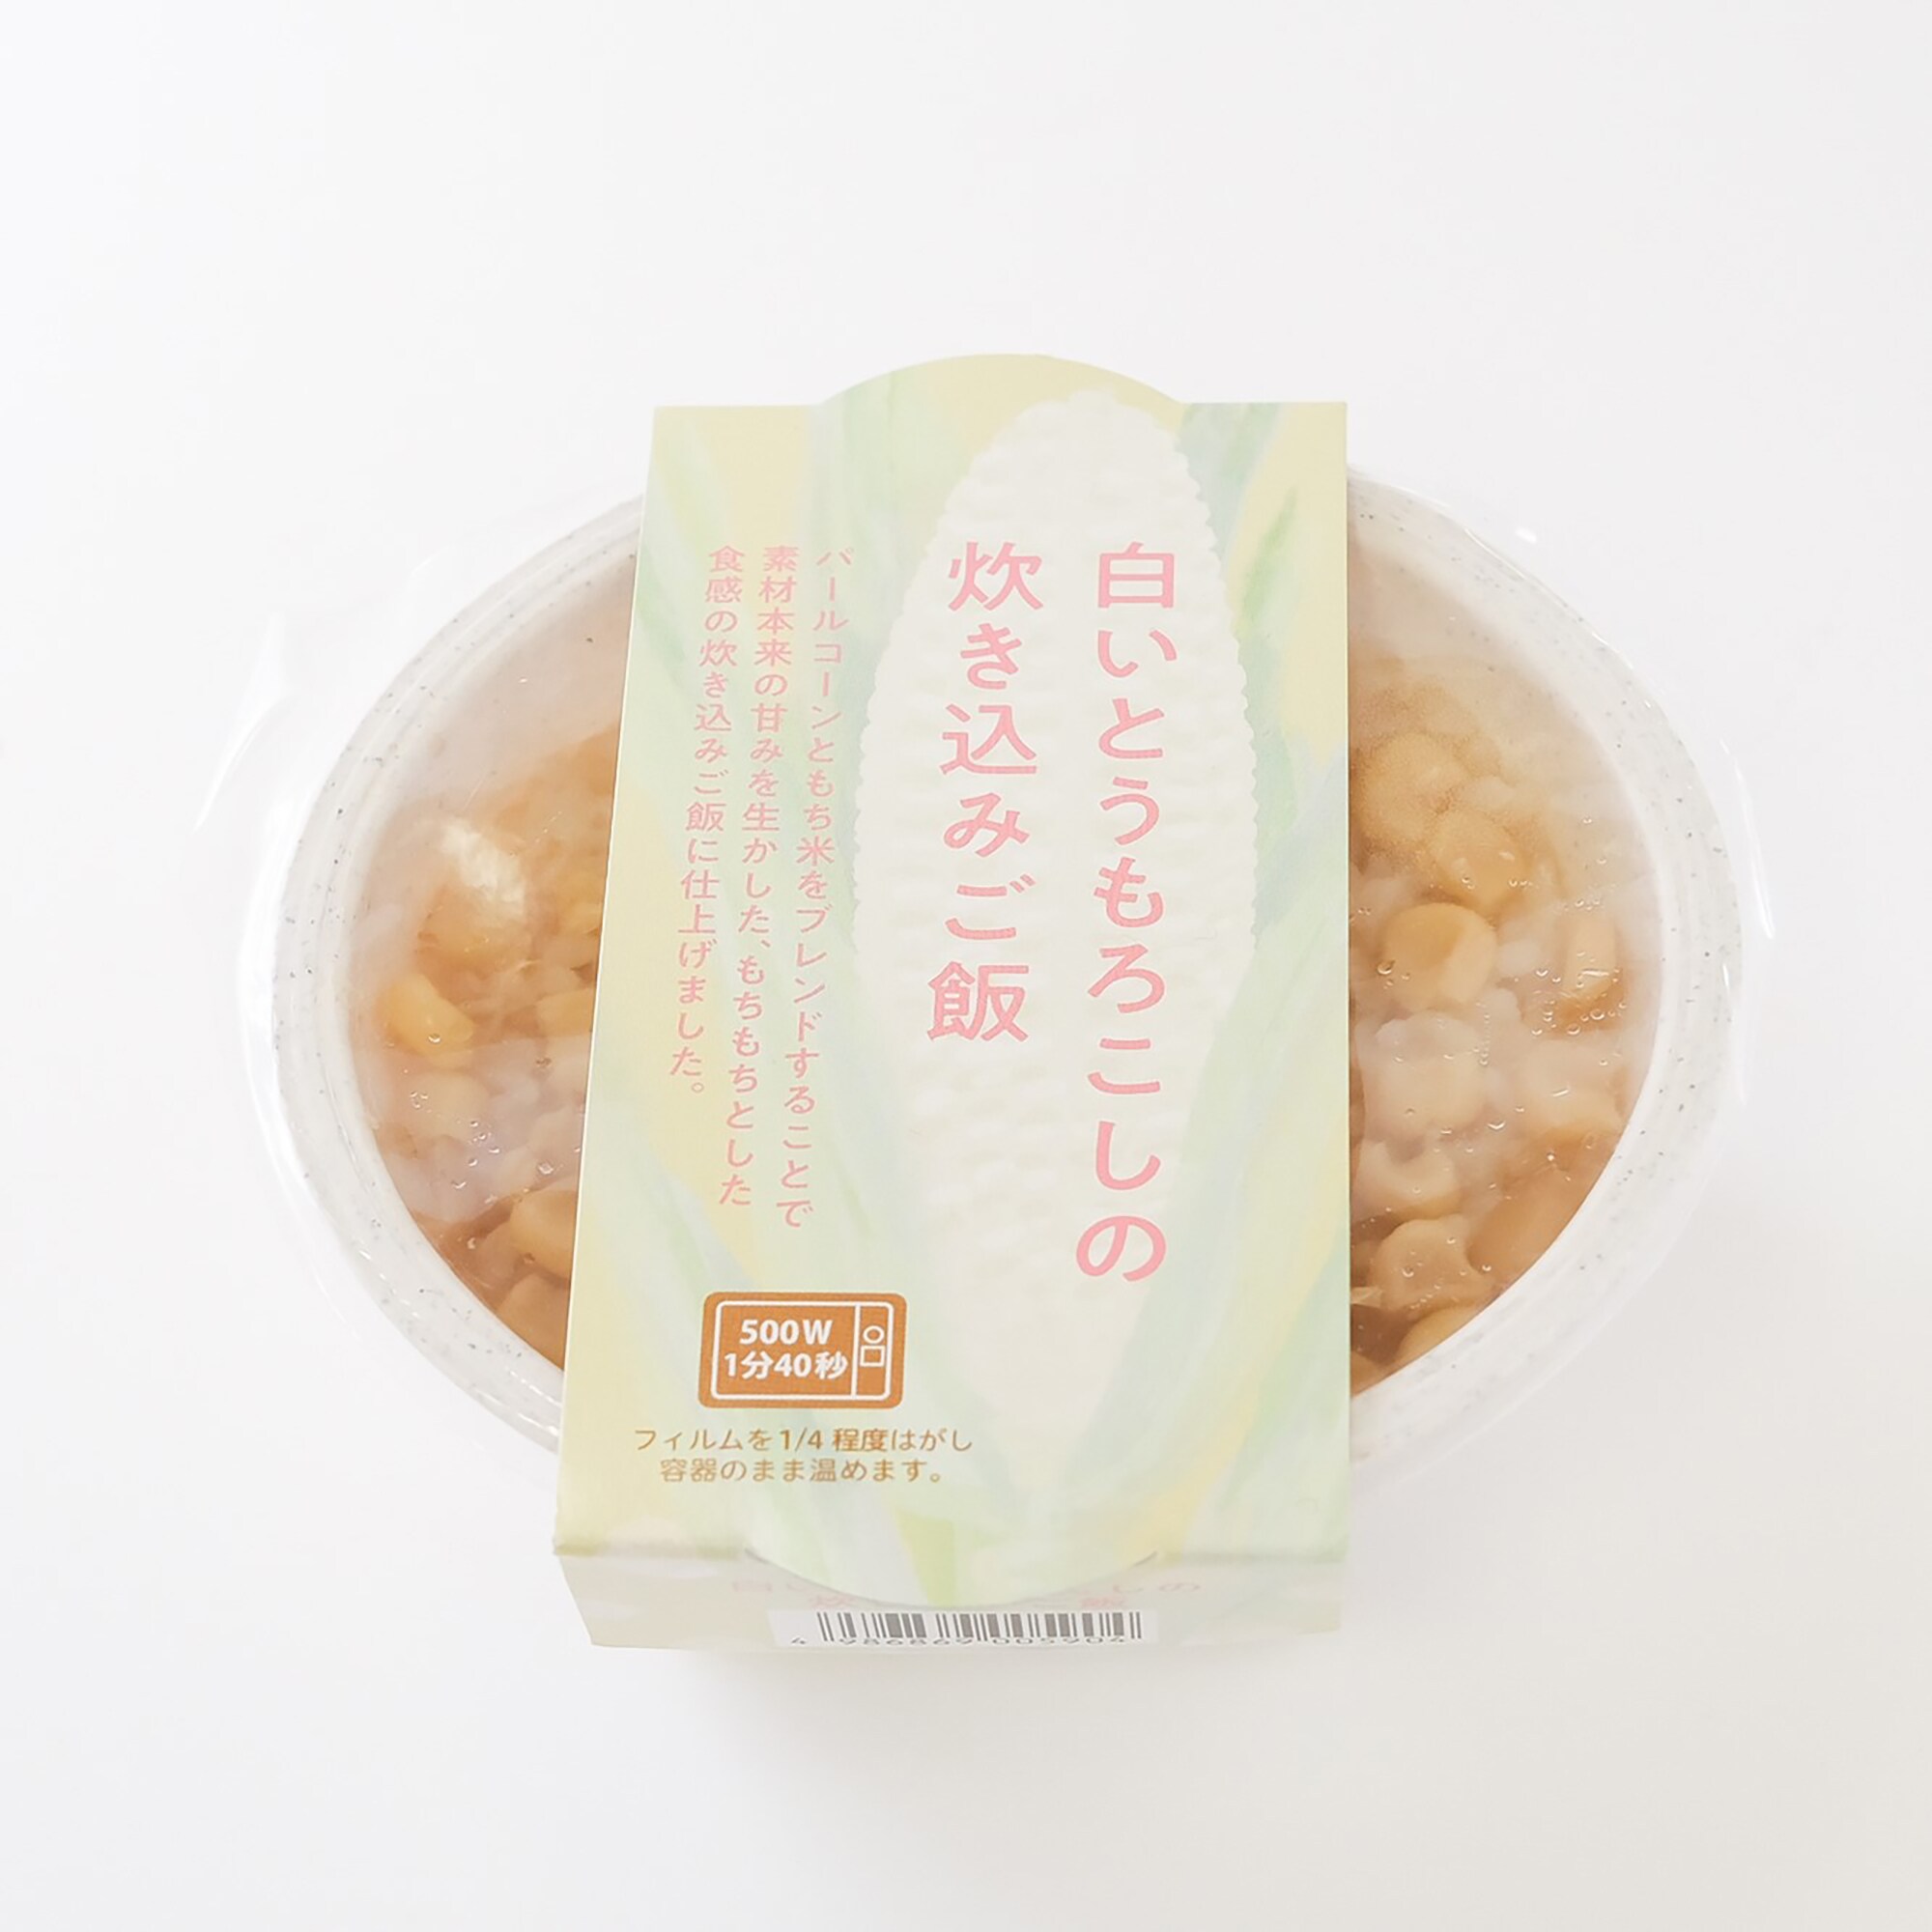 白いとうもろこしの
炊き込みご飯
パールコーンともち米をブレンドすることで
素材本来の甘みを生かした、もちもちとした
食感の炊き込みご飯に仕上げました。
500W
1分40秒
フィルムを1/4 程度はがし
容器のまま温めます。
4 986869 005904